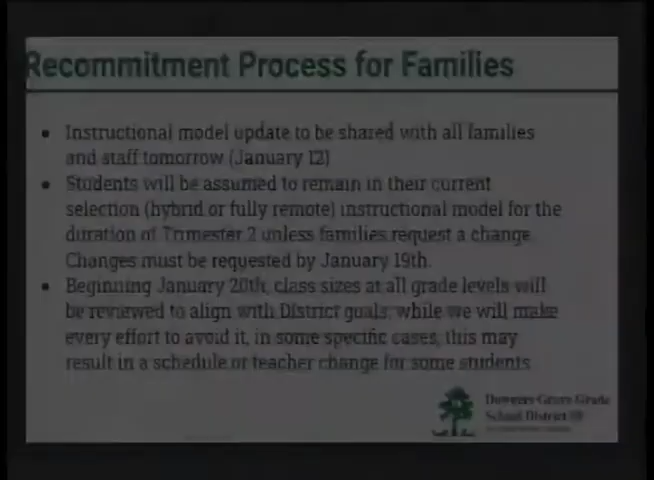 Recommitment Process for Families
• Instructional model update to be shared with all families
and staff tomorrow (January 12)
• Students will be assumed to remain in their current
selection (hybrid or fully remote) instructional model for the
duration of Trimester 2 unless families request a change.
Changes must be requested by January 19th.
• Beginning January 20th, class sizes at all grade levels will
be reviewed to align with District goals; while we will make
every effort to avoid it, in some specific cases, this may
result in a schedule or teacher change for some students.
Downers Grove Grade
School District 58